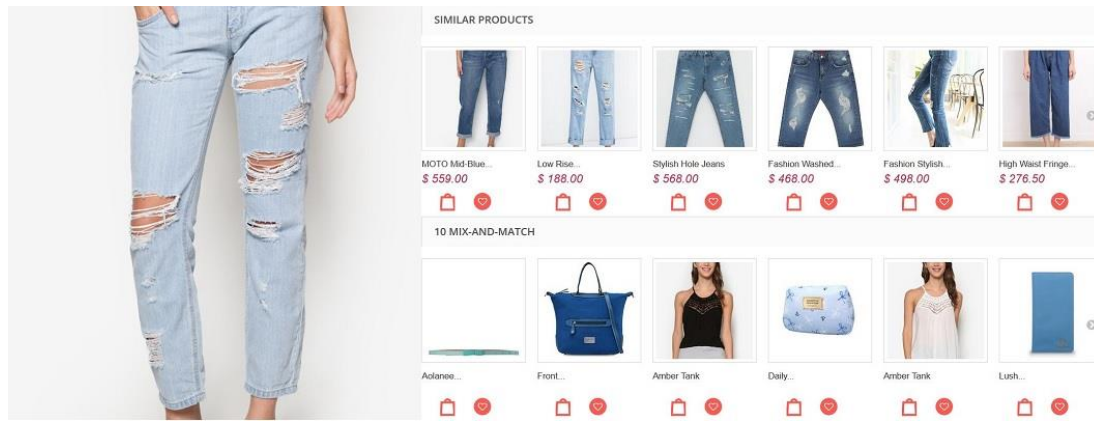 SIMILAR PRODUCTS
MOTO Mid-Blue...
Low Rise...
Stylish Hole Jeans
Fashion Washed...
Fashion Stylish...
High Waist Fringe...
$ 559.00
$ 188.00
$ 568.00
$ 468.00
$ 498.00
$ 276.50
10 MIX-AND-MATCH
Aolanee...
Front...
Amber Tank
Daily...
Amber Tank
Lush...